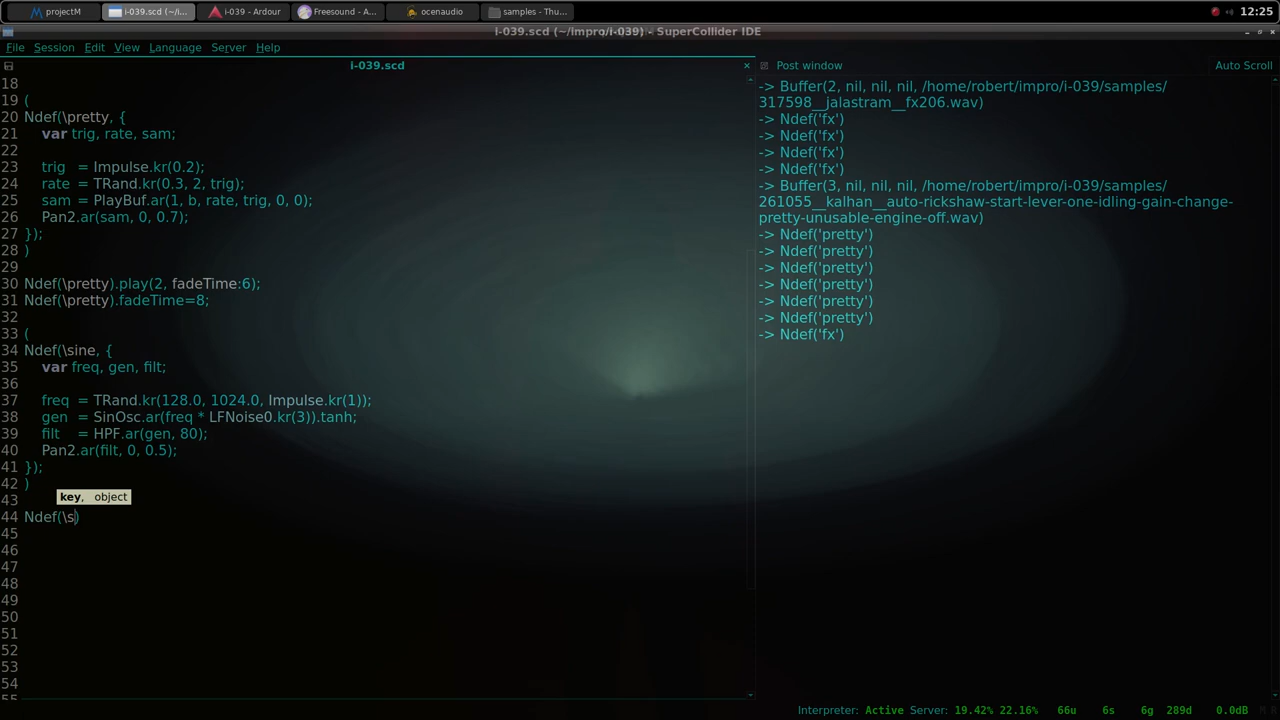 projectM
i-039.scd (~/i...
i-039 - Ardour
Freesound - A...
ocenaudio
samples - Thu...
12:25
i-039.scd (~/impro/i-039) - SuperCollider IDE
File Session Edit View Language Server Help
i-039.scd
18
19 (
20 Ndef(\pretty, {
21 var trig, rate, sam;
22
23 trig = Impulse.kr(0.2);
24 rate = TRand.kr(0.3, 2, trig);
25 sam = PlayBuf.ar(1, b, rate, trig, 0, 0);
26 Pan2.ar(sam, 0, 0.7);
27 });
28 )
29
30 Ndef(\pretty).play(2, fadeTime:6);
31 Ndef(\pretty).fadeTime=8;
32
33 (
34 Ndef(\sine, {
35 var freq, gen, filt;
36
37 freq = TRand.kr(128.0, 1024.0, Impulse.kr(1));
38 gen = SinOsc.ar(freq * LFNoise0.kr(3)).tanh;
39 filt = HPF.ar(gen, 80);
40 Pan2.ar(filt, 0, 0.5);
41 });
42 )
key, object
43
44 Ndef(\s)
45
46
47
48
49
50
51
52
53
54
55
Post window
Auto Scroll
-> Buffer(2, nil, nil, nil, /home/robert/impro/i-039/samples/
317598__jalastram__fx206.wav)
-> Ndef('fx')
-> Ndef('fx')
-> Ndef('fx')
-> Ndef('fx')
-> Buffer(3, nil, nil, nil, /home/robert/impro/i-039/samples/
261055__kalhan__auto-rickshaw-start-lever-one-idling-gain-change-
pretty-unusable-engine-off.wav)
-> Ndef('pretty')
-> Ndef('pretty')
-> Ndef('pretty')
-> Ndef('pretty')
-> Ndef('pretty')
-> Ndef('pretty')
-> Ndef('fx')
Interpreter: Active Server: 19.42% 22.16% 66u 6s 6g 289d 0.0dB M R